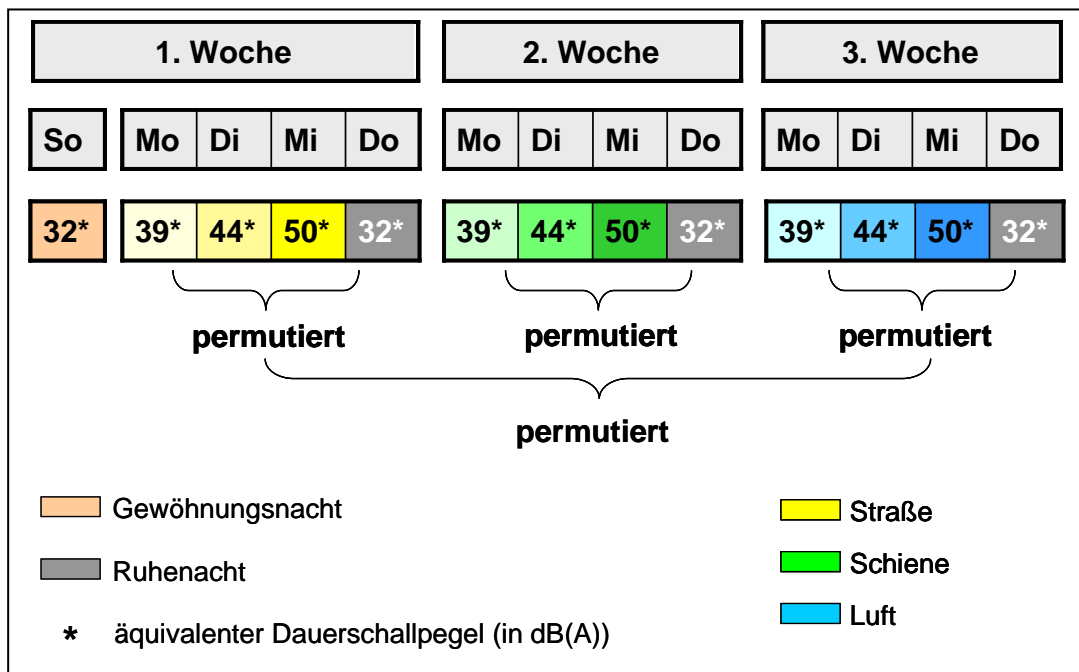 1. Woche 2. Woche 3. Woche
So Mo Di Mi Do Mo Di Mi Do Mo Di Mi Do
32* 39* 44* 50* 32* 39* 44* 50* 32* 39* 44* 50* 32*
permutiert permutiert permutiert
permutiert
Gewöhnungsnacht Straße
Ruhenacht Schiene
* äquivalenter Dauerschallpegel (in dB(A)) Luft